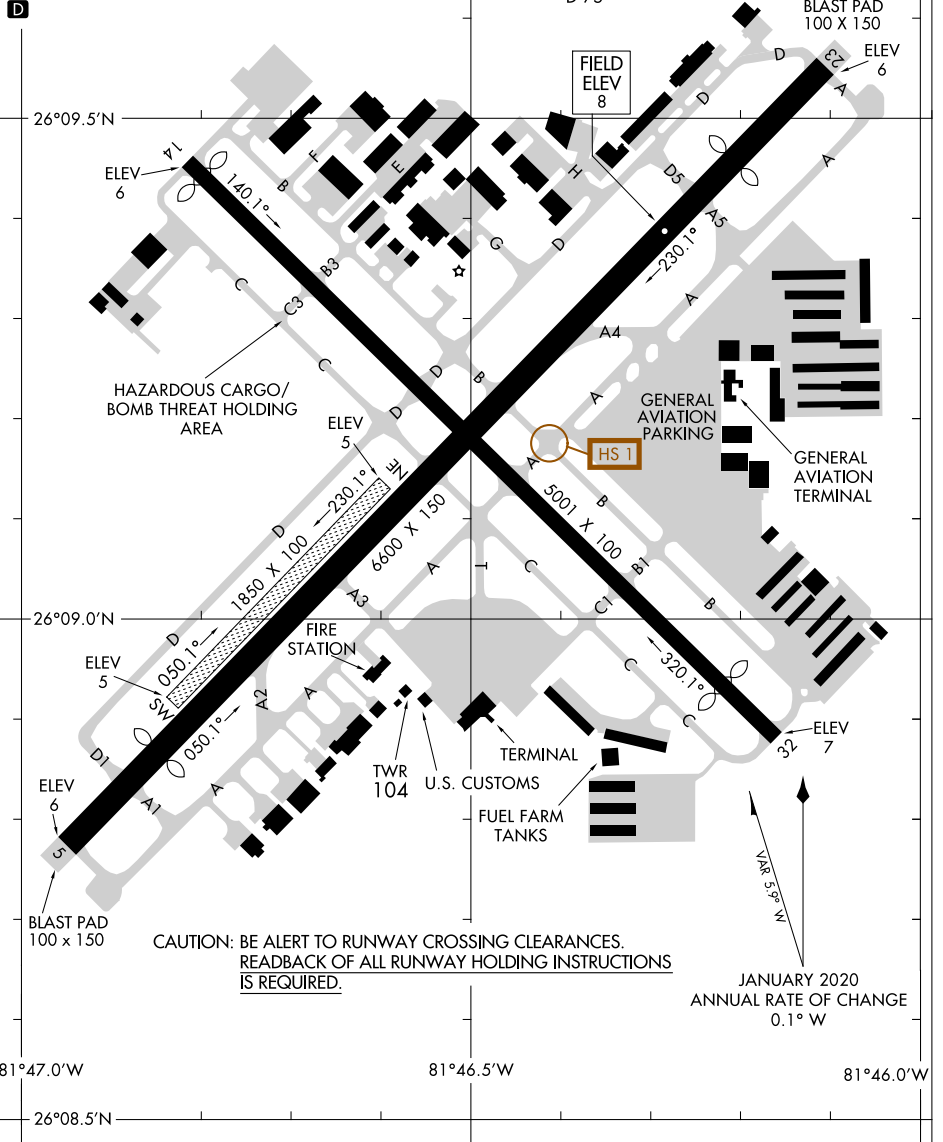 D
D-75
BLAST PAD
100 X 150
ELEV
6
23
A
D
FIELD
ELEV
8
D
A
26°09.5'N
14
ELEV
6
F
E
H
D5
B
140.1°
A5
G
D
230.1°
B3
C
C3
A
A4
C
D
B
HAZARDOUS CARGO/
BOMB THREAT HOLDING
AREA
D
A
GENERAL
AVIATION
PARKING
ELEV
5
HS 1
GENERAL
AVIATION
TERMINAL
NE
A
230.1°
5001 X 100
B
D
6600 X 150
1850 X 100
A
T
C
B1
A3
C1
B
26°09.0'N
D
FIRE
STATION
050.1°
ELEV
5
SW
A2
A
C
320.1°
050.1°
C
ELEV
7
32
D1
TERMINAL
TWR
104
U.S. CUSTOMS
ELEV
6
A1
A
FUEL FARM
TANKS
5
VAR 5.9° W
BLAST PAD
100 x 150
CAUTION: BE ALERT TO RUNWAY CROSSING CLEARANCES.
READBACK OF ALL RUNWAY HOLDING INSTRUCTIONS
IS REQUIRED.
JANUARY 2020
ANNUAL RATE OF CHANGE
0.1° W
81°47.0'W
81°46.5'W
81°46.0'W
26°08.5'N